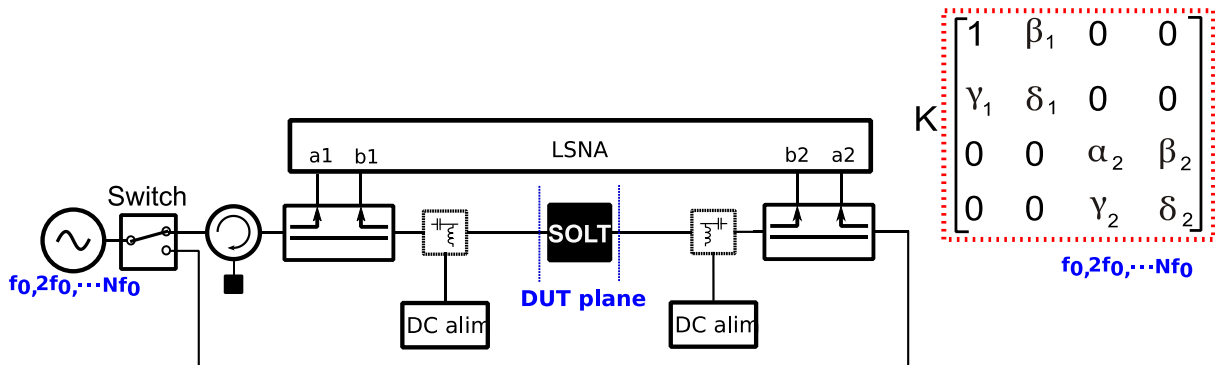 1 β₁ 0 0
γ₁ δ₁ 0 0
K
0 0 α₂ β₂
0 0 γ₂ δ₂
f₀,2f₀,···Nf₀
a1 b1 LSNA b2 a2
Switch
SOLT
f₀,2f₀,···Nf₀
DUT plane
DC alim
DC alim